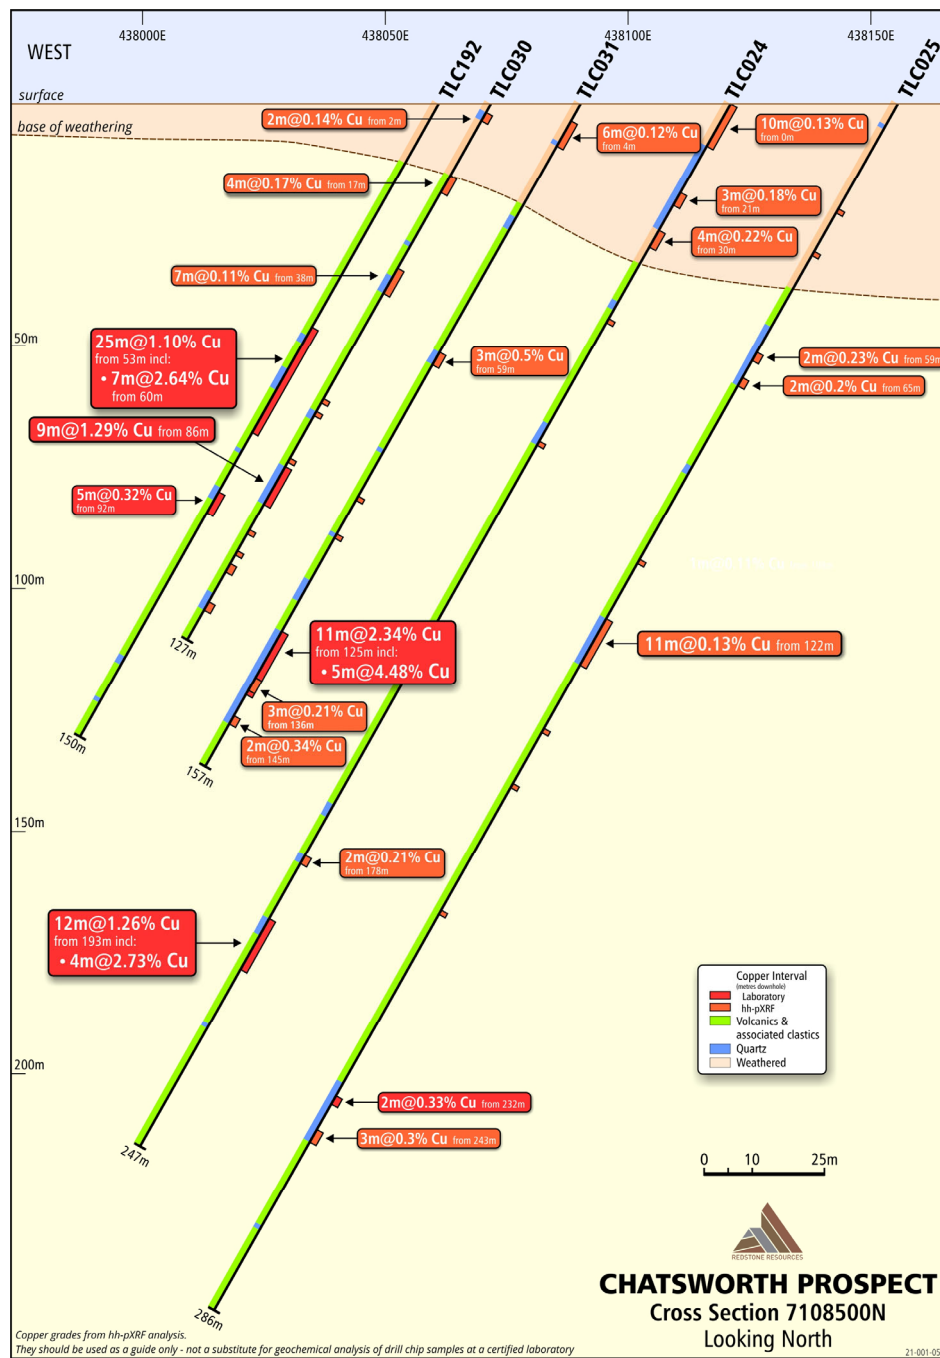 438000E
438050E
438100E
438150E
WEST
TLC192
TLC030
TLC031
TLC024
TLC025
surface
base of weathering
2m@0.14% Cu from 2m
6m@0.12% Cu
from 4m
10m@0.13% Cu
from 0m
4m@0.17% Cu from 17m
3m@0.18% Cu
from 21m
4m@0.22% Cu
from 30m
7m@0.11% Cu from 38m
50m
25m@1.10% Cu
from 53m incl:
• 7m@2.64% Cu
from 60m
3m@0.5% Cu
from 59m
2m@0.23% Cu from 59m
2m@0.2% Cu from 65m
9m@1.29% Cu from 86m
5m@0.32% Cu
from 92m
100m
127m
11m@2.34% Cu
from 125m incl:
• 5m@4.48% Cu
11m@0.13% Cu from 122m
3m@0.21% Cu
from 136m
2m@0.34% Cu
from 145m
150m
157m
150m
2m@0.21% Cu
from 178m
12m@1.26% Cu
from 193m incl:
• 4m@2.73% Cu
Copper Interval
(metres downhole)
Laboratory
hh-pXRF
Volcanics &
associated clastics
Quartz
Weathered
200m
2m@0.33% Cu from 232m
3m@0.3% Cu from 243m
247m
0 10 25m
REDSTONE RESOURCES
CHATSWORTH PROSPECT
Cross Section 7108500N
Looking North
286m
Copper grades from hh-pXRF analysis.
They should be used as a guide only - not a substitute for geochemical analysis of drill chip samples at a certified laboratory
21-001-05